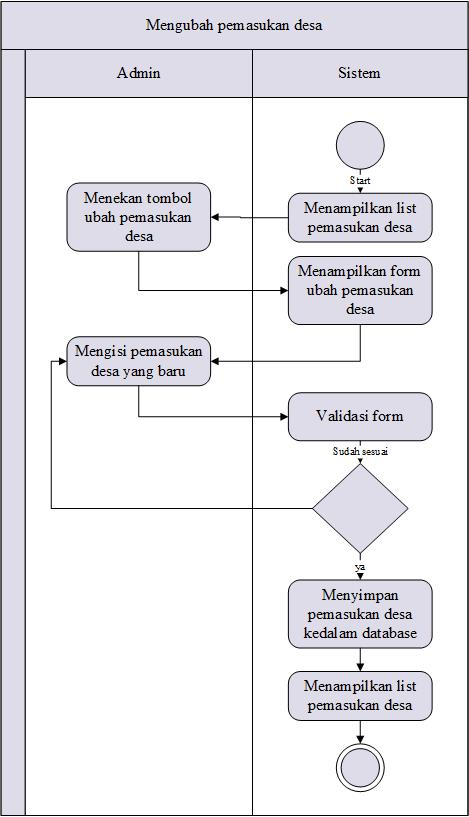 Mengubah pemasukan desa
Admin
Sistem
Start
Menampilkan list
pemasukan desa
Menekan tombol
ubah pemasukan
desa
Menampilkan form
ubah pemasukan
desa
Mengisi pemasukan
desa yang baru
Validasi form
Sudah sesuai
ya
Menyimpan
pemasukan desa
kedalam database
Menampilkan list
pemasukan desa